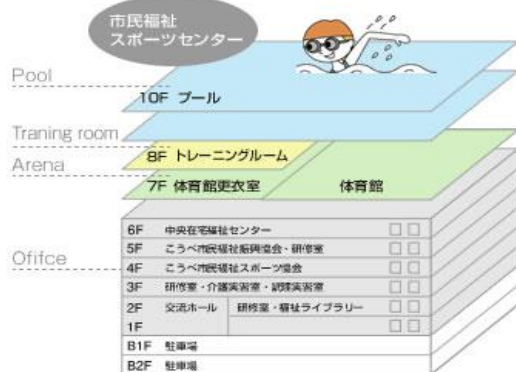 市民福祉
スポーツセンター
Pool
10F プール
Traning room
8F トレーニングルーム
Arena
7F 体育館更衣室
体育館
6F 中央在宅福祉センター
5F こうべ市民福祉振興協会・研修室
Ofifce
4F こうべ市民福祉スポーツ協会
3F 研修室・介護実習室・調理実習室
2F 交流ホール 研修室・福祉ライブラリー
1F
B1F 駐車場
B2F 駐車場